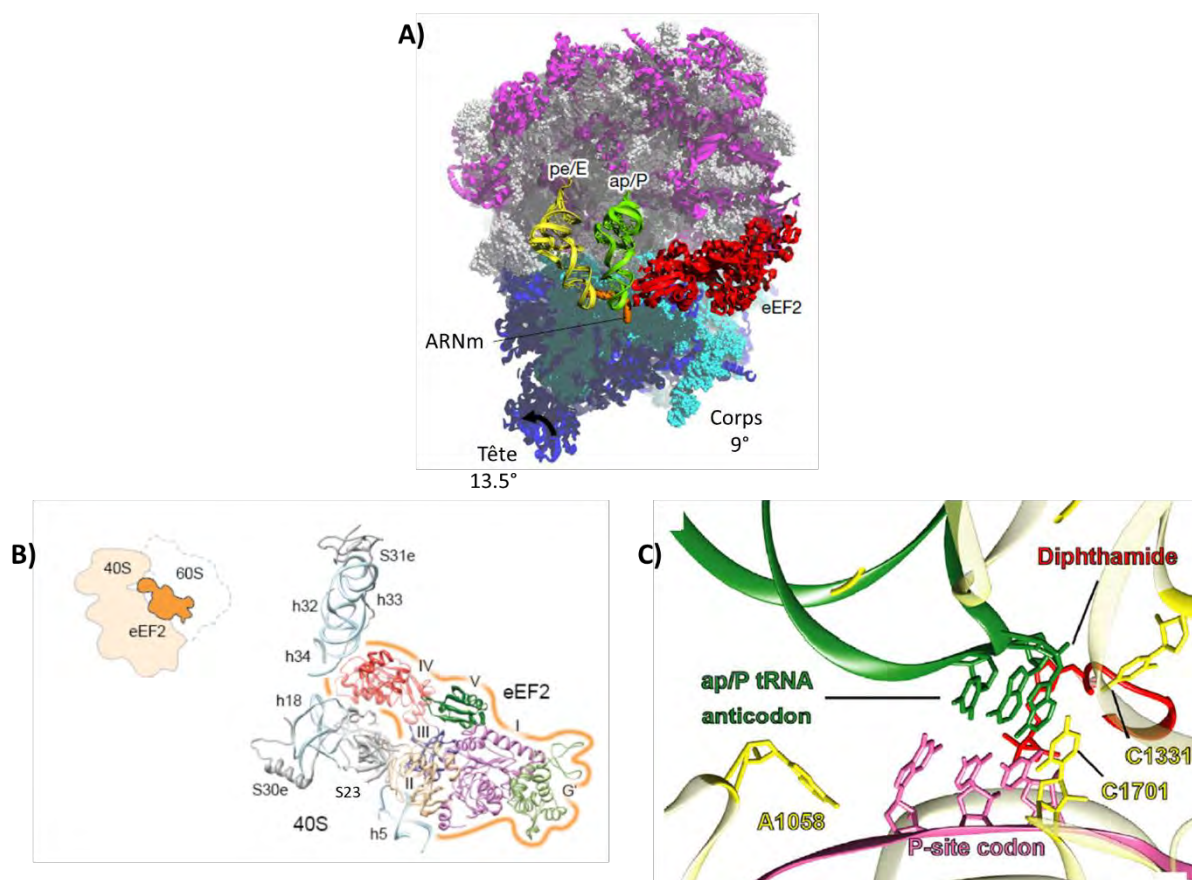 A)
pe/E
ap/P
eEF2
ARNm
Corps
9°
Tête
13.5°
B)
40S
60S
eEF2
S31e
h32
h33
h34
IV
V
eEF2
h18
I
III
II
G'
S30e
S23
h5
40S
C)
Diphthamide
ap/P tRNA
anticodon
C1331
C1701
A1058
P-site codon